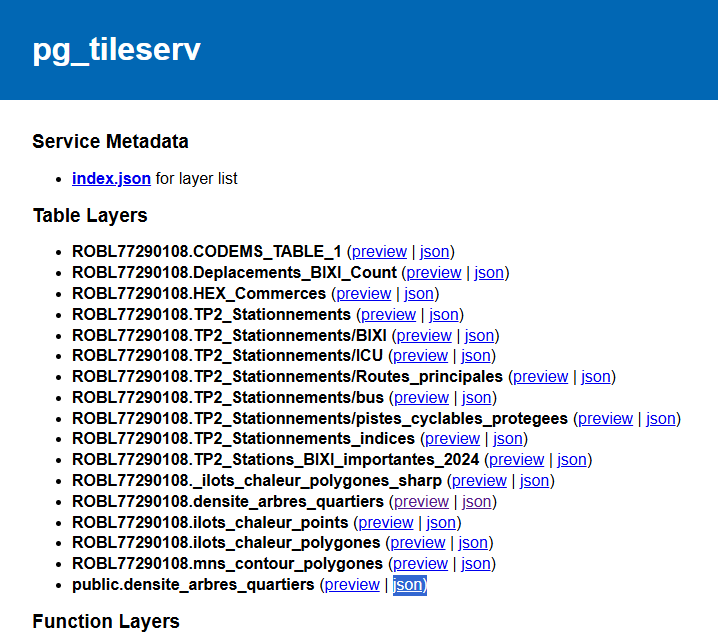 pg_tileserv
Service Metadata
index.json for layer list
Table Layers
ROBL77290108.CODEMS_TABLE_1 (preview | json)
ROBL77290108.Deplacements_BIXI_Count (preview | json)
ROBL77290108.HEX_Commerces (preview | json)
ROBL77290108.TP2_Stationnements (preview | json)
ROBL77290108.TP2_Stationnements/BIXI (preview | json)
ROBL77290108.TP2_Stationnements/ICU (preview | json)
ROBL77290108.TP2_Stationnements/Routes_principales (preview | json)
ROBL77290108.TP2_Stationnements/bus (preview | json)
ROBL77290108.TP2_Stationnements/pistes_cyclables_protegees (preview | json)
ROBL77290108.TP2_Stationnements_indices (preview | json)
ROBL77290108.TP2_Stations_BIXI_importantes_2024 (preview | json)
ROBL77290108._ilots_chaleur_polygones_sharp (preview | json)
ROBL77290108.densite_arbres_quartiers (preview | json)
ROBL77290108.ilots_chaleur_points (preview | json)
ROBL77290108.ilots_chaleur_polygones (preview | json)
ROBL77290108.mns_contour_polygones (preview | json)
public.densite_arbres_quartiers (preview | json)
Function Layers